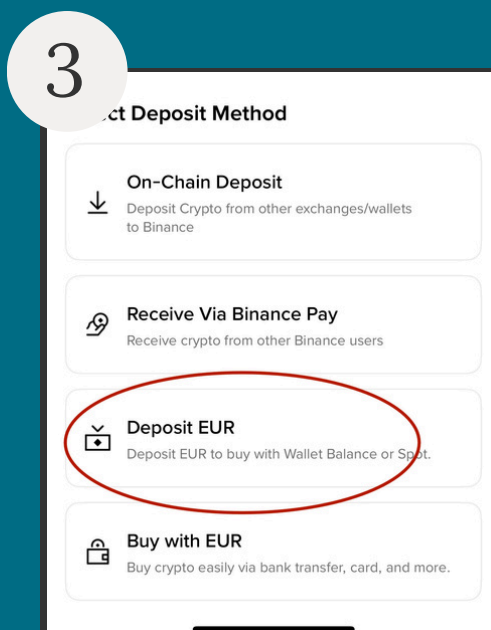 3
ct Deposit Method
On-Chain Deposit
Deposit Crypto from other exchanges/wallets
to Binance
Receive Via Binance Pay
Receive crypto from other Binance users
Deposit EUR
Deposit EUR to buy with Wallet Balance or Spot.
Buy with EUR
Buy crypto easily via bank transfer, card, and more.